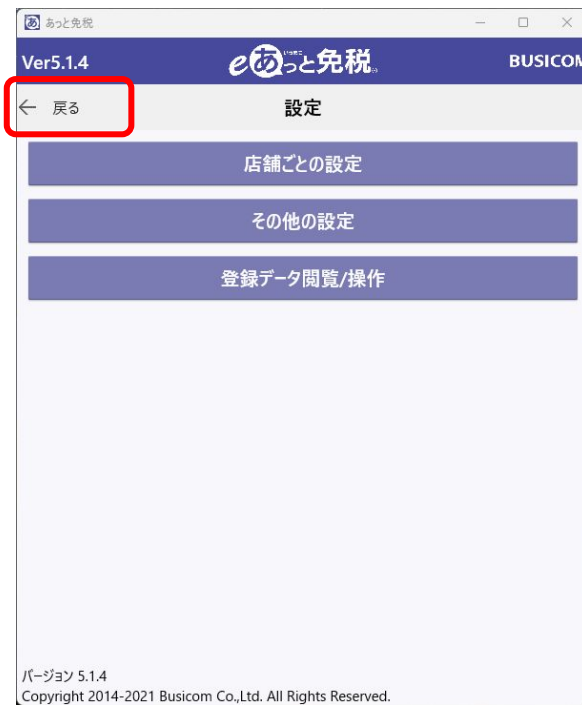 あ あっと免税
Ver5.1.4
eあっと免税
BUSICOM
← 戻る
設定
店舗ごとの設定
その他の設定
登録データ閲覧/操作
バージョン 5.1.4
Copyright 2014-2021 Busicom Co.,Ltd. All Rights Reserved.